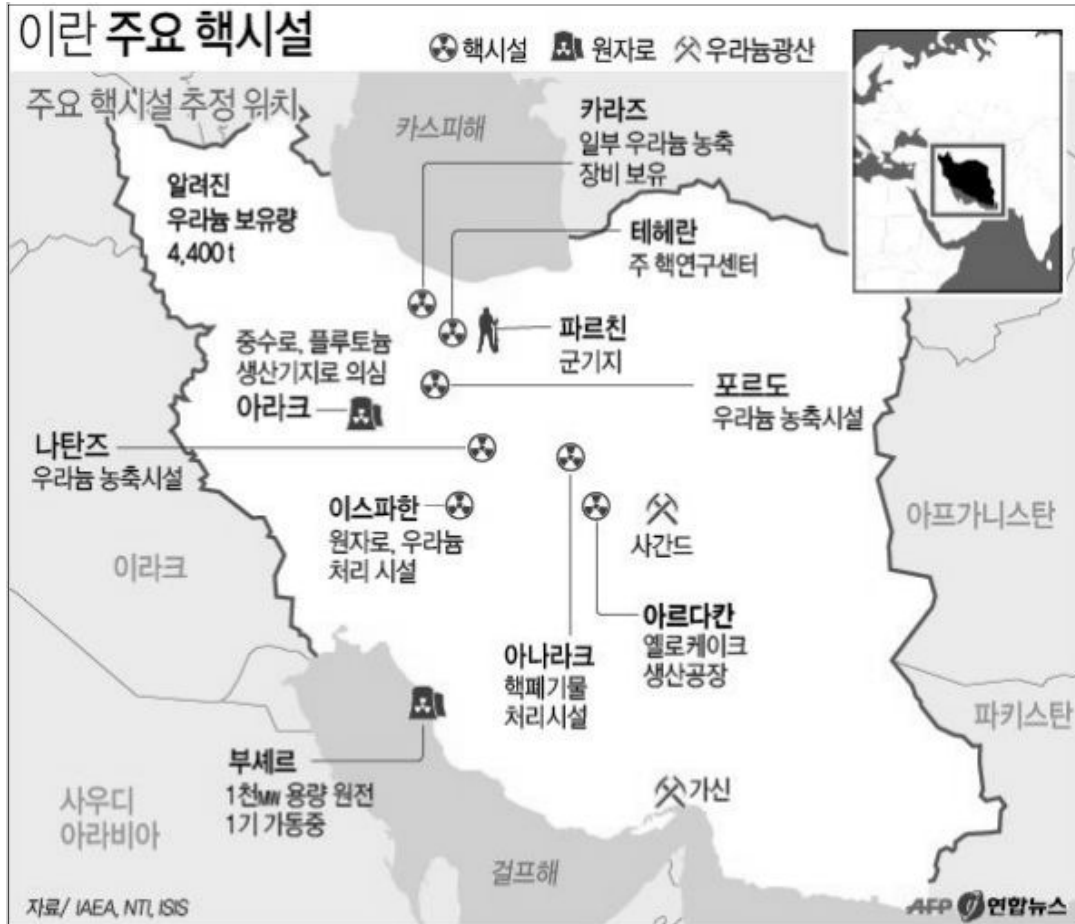 이란 주요 핵시설
핵시설 원자로 우라늄광산
주요 핵시설 추정 위치
카스피해
카라즈
일부 우라늄 농축
장비 보유
알려진
우라늄 보유량
4,400 t
테헤란
주 핵연구센터
파르친
군기지
중수로, 플루토늄
생산기지로 의심
아라크
포르도
우라늄 농축시설
나탄즈
우라늄 농축시설
이스파한
원자로, 우라늄
처리 시설
사간드
아프가니스탄
이라크
아르다칸
옐로케이크
생산공장
아나라크
핵폐기물
처리시설
파키스탄
부셰르
1천MW 용량 원전
1기 가동중
가신
사우디
아라비아
걸프해
자료/ IAEA, NTI, ISIS
AFP 연합뉴스